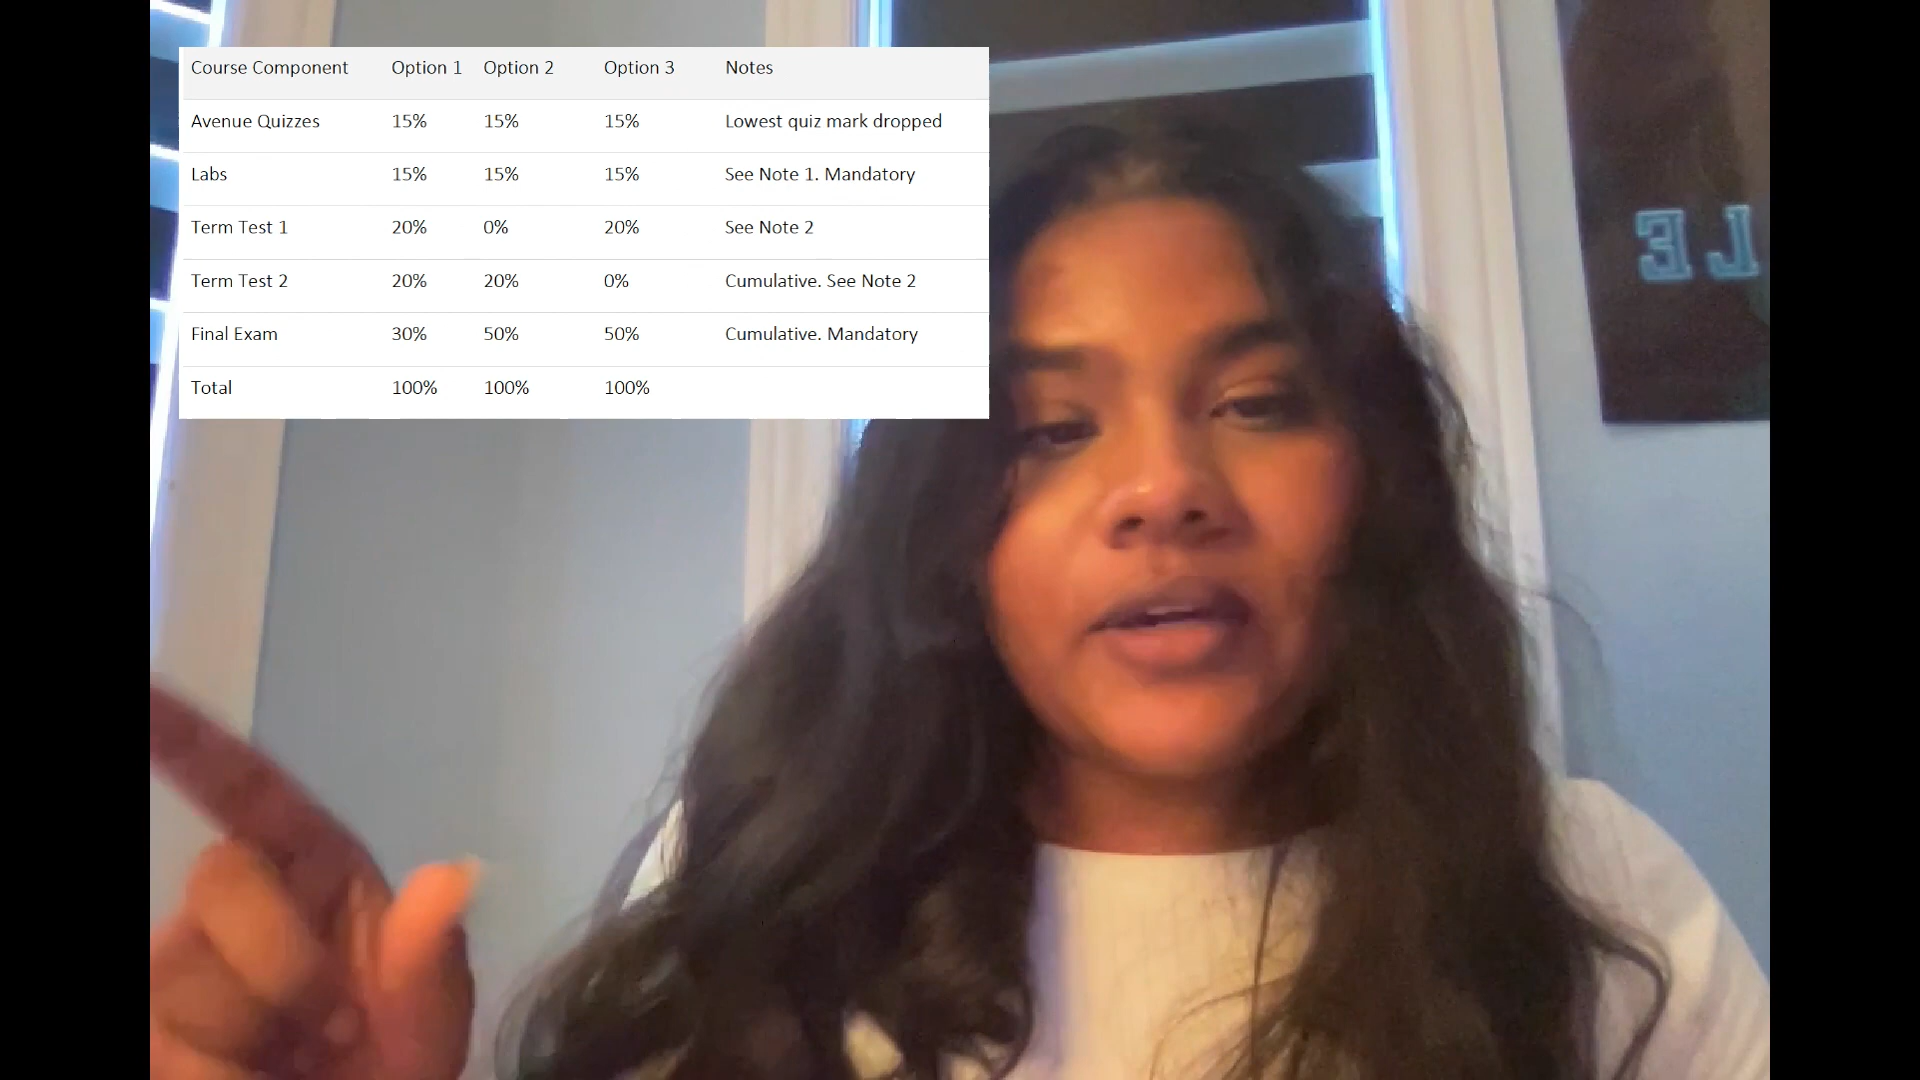 Course Component Option 1 Option 2 Option 3 Notes
Avenue Quizzes 15% 15% 15% Lowest quiz mark dropped
Labs 15% 15% 15% See Note 1. Mandatory
Term Test 1 20% 0% 20% See Note 2
Term Test 2 20% 20% 0% Cumulative. See Note 2
Final Exam 30% 50% 50% Cumulative. Mandatory
Total 100% 100% 100%